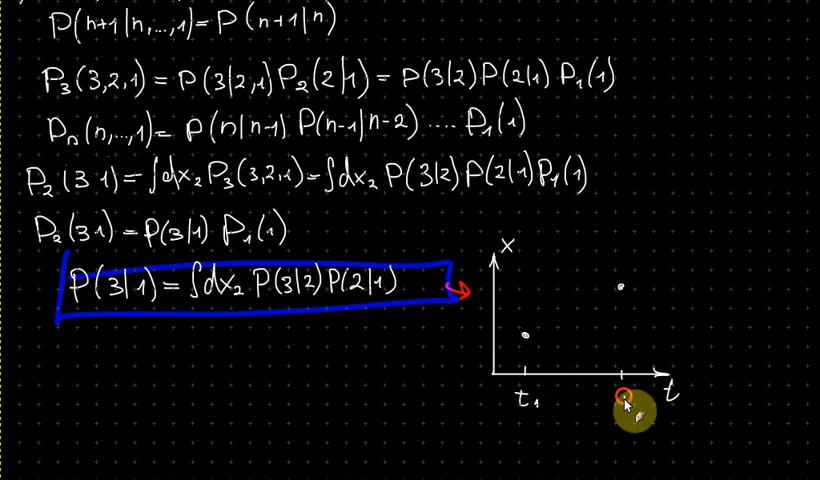 P(n+1|n,...,1)= P(n+1|n)
P₃(3,2,1) = P(3|2,1)P₂(2|1) = P(3|2)P(2|1) P₁(1)
Pₙ(n,...,1)= P(n|n-1) P(n-1|n-2) .... P₁(1)
P₂(3 1) = ∫dx₂ P₃(3,2,1)=∫dx₂ P(3|2)P(2|1)P₁(1)
P₂(3 1) = P(3|1) P₁(1)
P(3|1) = ∫dx₂ P(3|2)P(2|1)
x
t₁
t